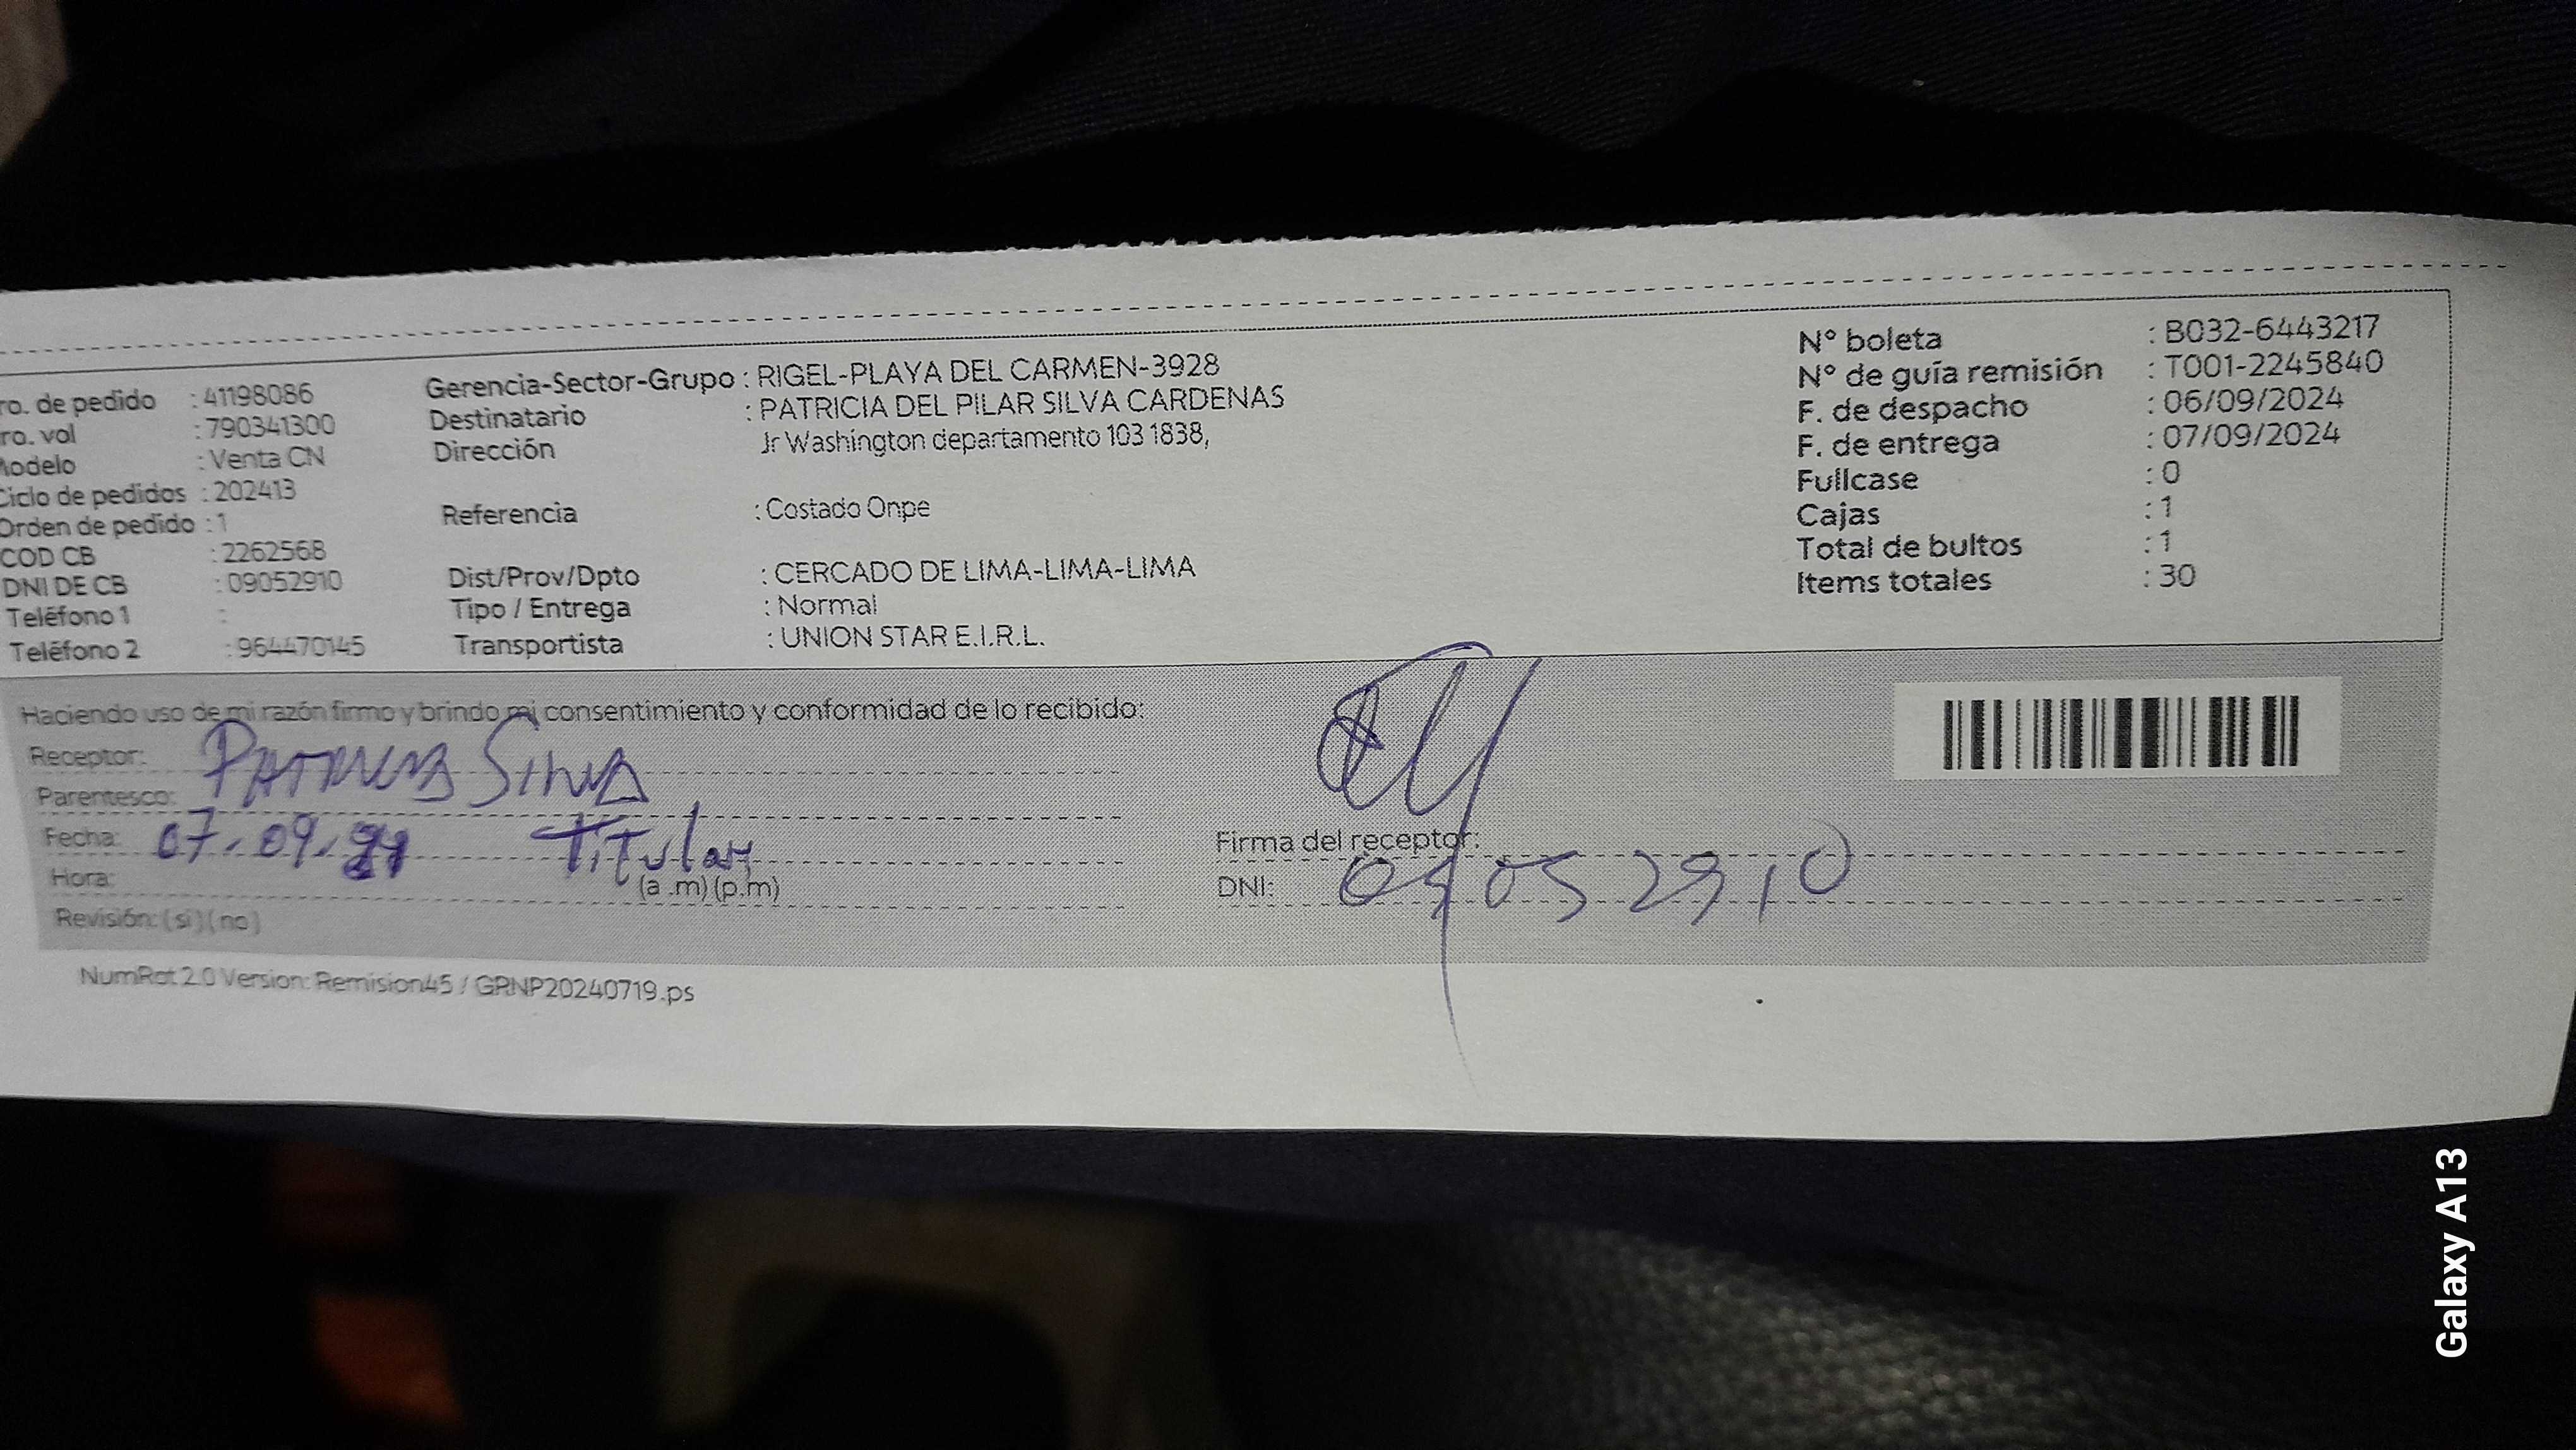 ro. de pedido : 41198086
ro. vol : 790341300
Modelo : Venta CN
Ciclo de pedidos : 202413
Orden de pedido : 1
COD CB : 2262568
DNI DE CB : 09052910
Teléfono 1 :
Teléfono 2 : 964470145
Gerencia-Sector-Grupo : RIGEL-PLAYA DEL CARMEN-3928
Destinatario : PATRICIA DEL PILAR SILVA CARDENAS
Dirección Jr Washington departamento 103 1838,
Referencia : Costado Onpe
Dist/Prov/Dpto : CERCADO DE LIMA-LIMA-LIMA
Tipo / Entrega : Normal
Transportista : UNION STAR E.I.R.L.
N° boleta : B032-6443217
N° de guía remisión : T001-2245840
F. de despacho : 06/09/2024
F. de entrega : 07/09/2024
Fullcase : 0
Cajas : 1
Total de bultos : 1
Items totales : 30
Haciendo uso de mi razón firmo y brindo mi consentimiento y conformidad de lo recibido:
Receptor: Patricia Silva
Parentesco:
Fecha: 07.09. Titular
Hora: (a .m) (p.m)
Revisión: (si) (no)
Firma del receptor:
DNI: 09052910
NumRot 2.0 Version: Remision45 / GRNP20240719.ps
Galaxy A13